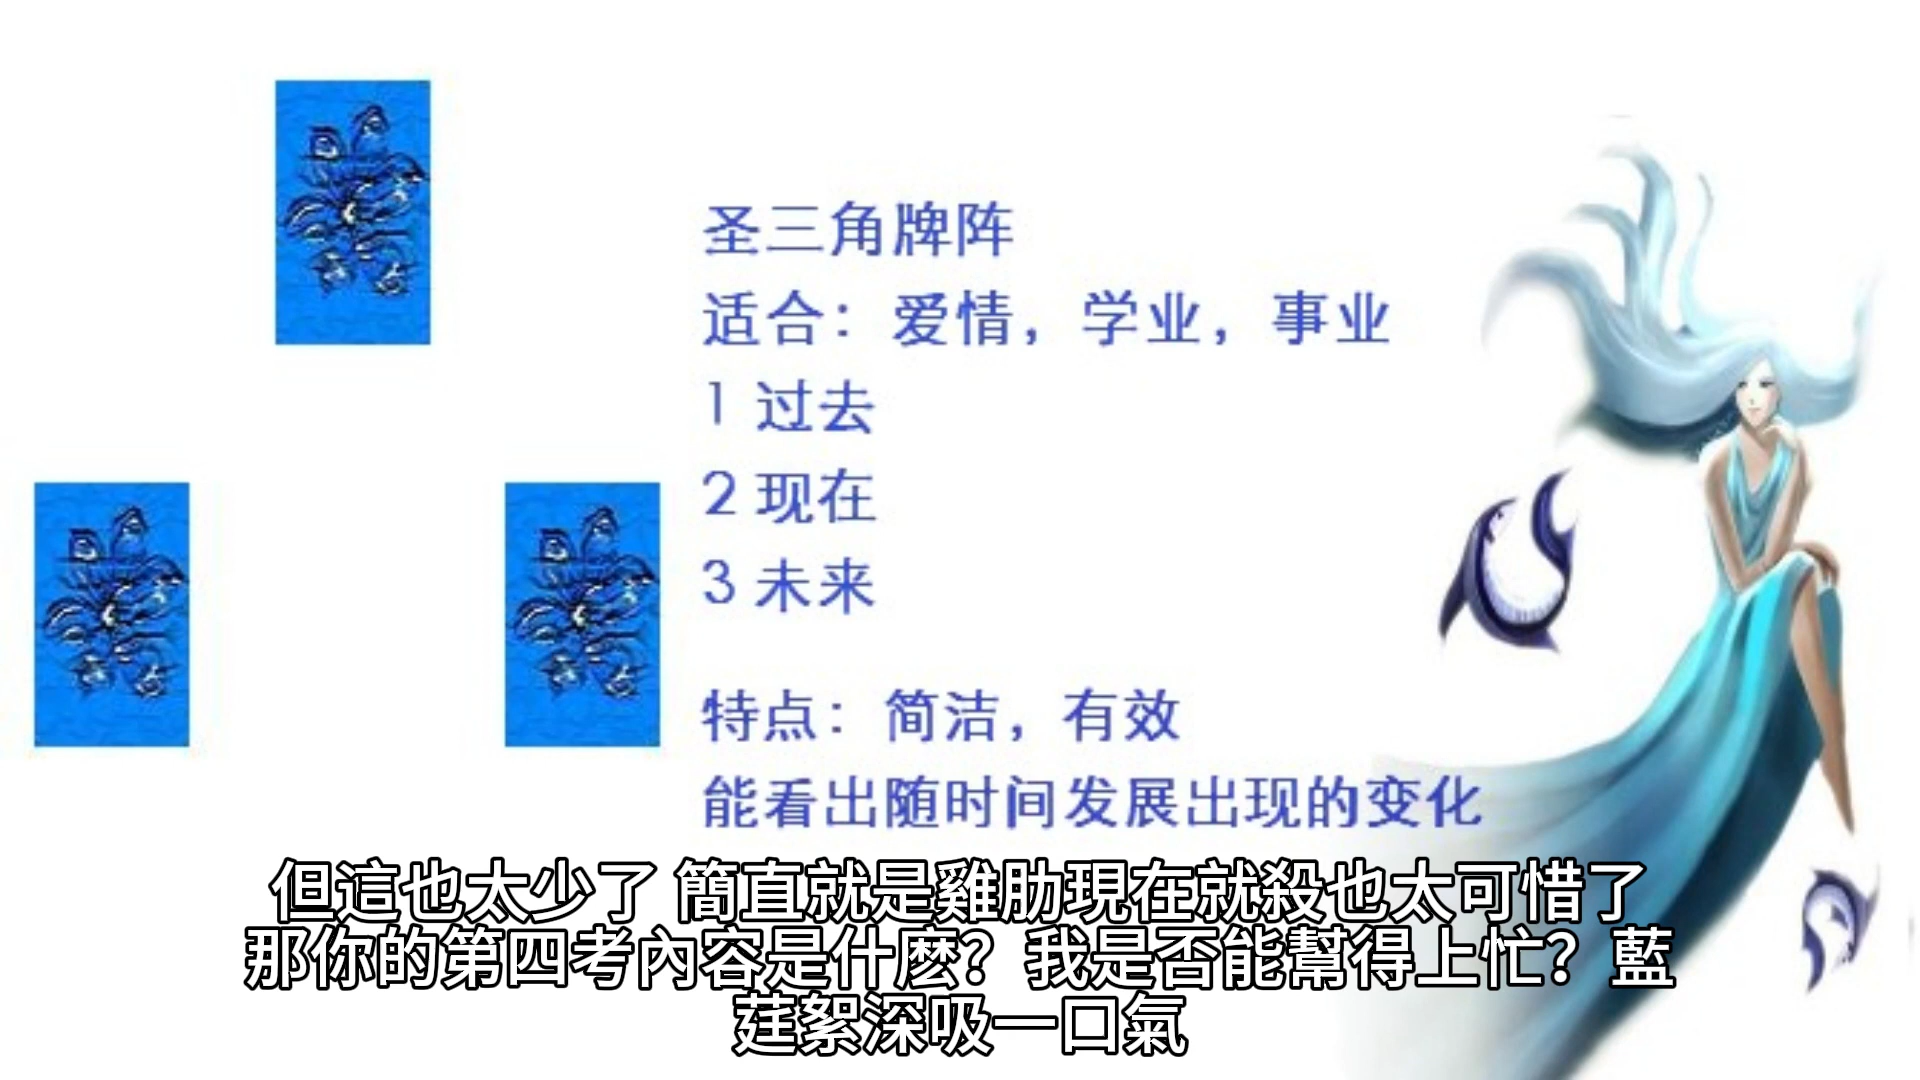 圣三角牌阵
适合：爱情，学业，事业
1 过去
2 现在
3 未来
特点：简洁，有效
能看出随时间发展出现的变化
但這也太少了 簡直就是雞肋現在就殺也太可惜了
那你的第四考內容是什麽？我是否能幫得上忙？藍
莛絮深吸一口氣